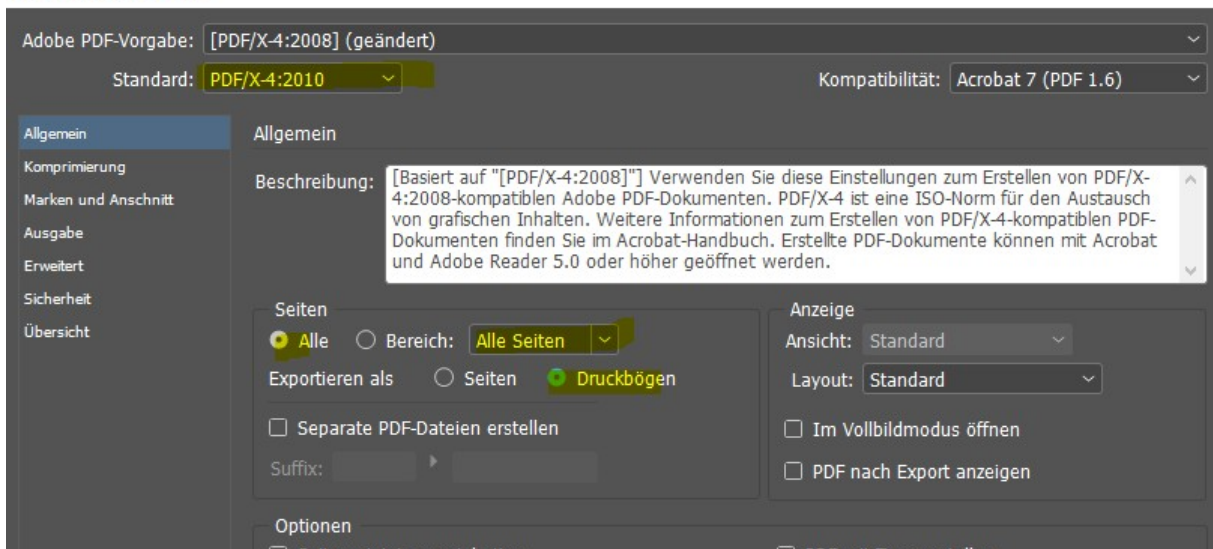 Adobe PDF-Vorgabe: [PDF/X-4:2008] (geändert)
Standard: PDF/X-4:2010 Kompatibilität: Acrobat 7 (PDF 1.6)
Allgemein
Komprimierung
Marken und Anschnitt
Ausgabe
Erweitert
Sicherheit
Übersicht
Allgemein
Beschreibung:
[Basiert auf "[PDF/X-4:2008]"] Verwenden Sie diese Einstellungen zum Erstellen von PDF/X-
4:2008-kompatiblen Adobe PDF-Dokumenten. PDF/X-4 ist eine ISO-Norm für den Austausch
von grafischen Inhalten. Weitere Informationen zum Erstellen von PDF/X-4-kompatiblen PDF-
Dokumenten finden Sie im Acrobat-Handbuch. Erstellte PDF-Dokumente können mit Acrobat
und Adobe Reader 5.0 oder höher geöffnet werden.
Seiten
Alle Bereich: Alle Seiten
Exportieren als Seiten Druckbögen
Separate PDF-Dateien erstellen
Suffix:
Anzeige
Ansicht: Standard
Layout: Standard
Im Vollbildmodus öffnen
PDF nach Export anzeigen
Optionen